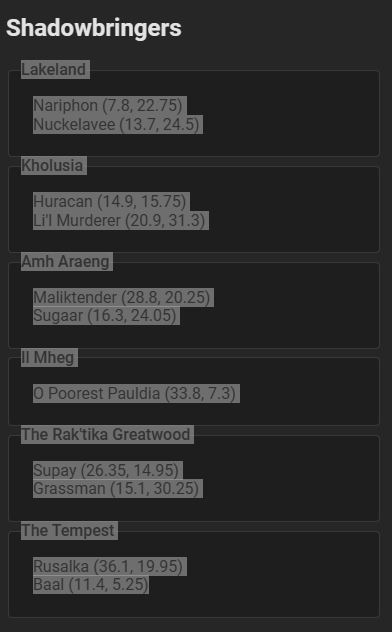 Shadowbringers
Lakeland
Nariphon (7.8, 22.75)
Nuckelavee (13.7, 24.5)
Kholusia
Huracan (14.9, 15.75)
Li'l Murderer (20.9, 31.3)
Amh Araeng
Maliktender (28.8, 20.25)
Sugaar (16.3, 24.05)
Il Mheg
O Poorest Pauldia (33.8, 7.3)
The Rak'tika Greatwood
Supay (26.35, 14.95)
Grassman (15.1, 30.25)
The Tempest
Rusalka (36.1, 19.95)
Baal (11.4, 5.25)